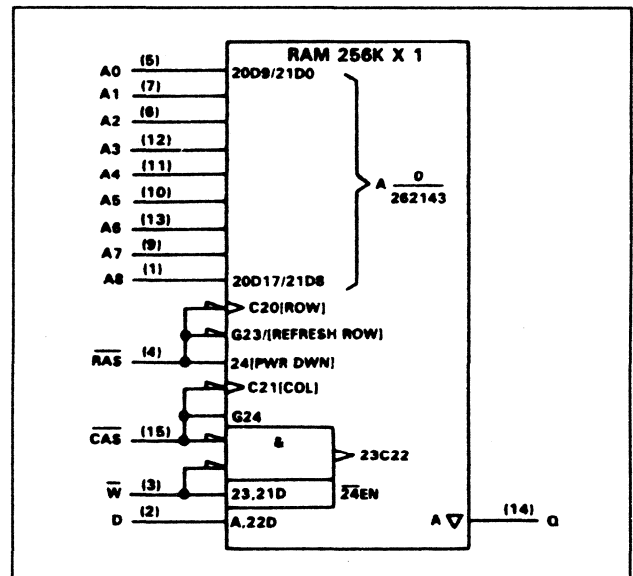 RAM 256K X 1
A0 (5) 20D9/21D0
A1 (7)
A2 (6)
A3 (12)
A4 (11)
A5 (10)
A6 (13)
A7 (9)
A8 (1) 20D17/21D8
A 0
262143
C20[ROW]
G23/[REFRESH ROW]
RAS (4) 24[PWR DWN]
C21[COL]
G24
CAS (15) &
23C22
W (3) 23,21D 24EN
D (2) A,22D A ▽ (14) Q